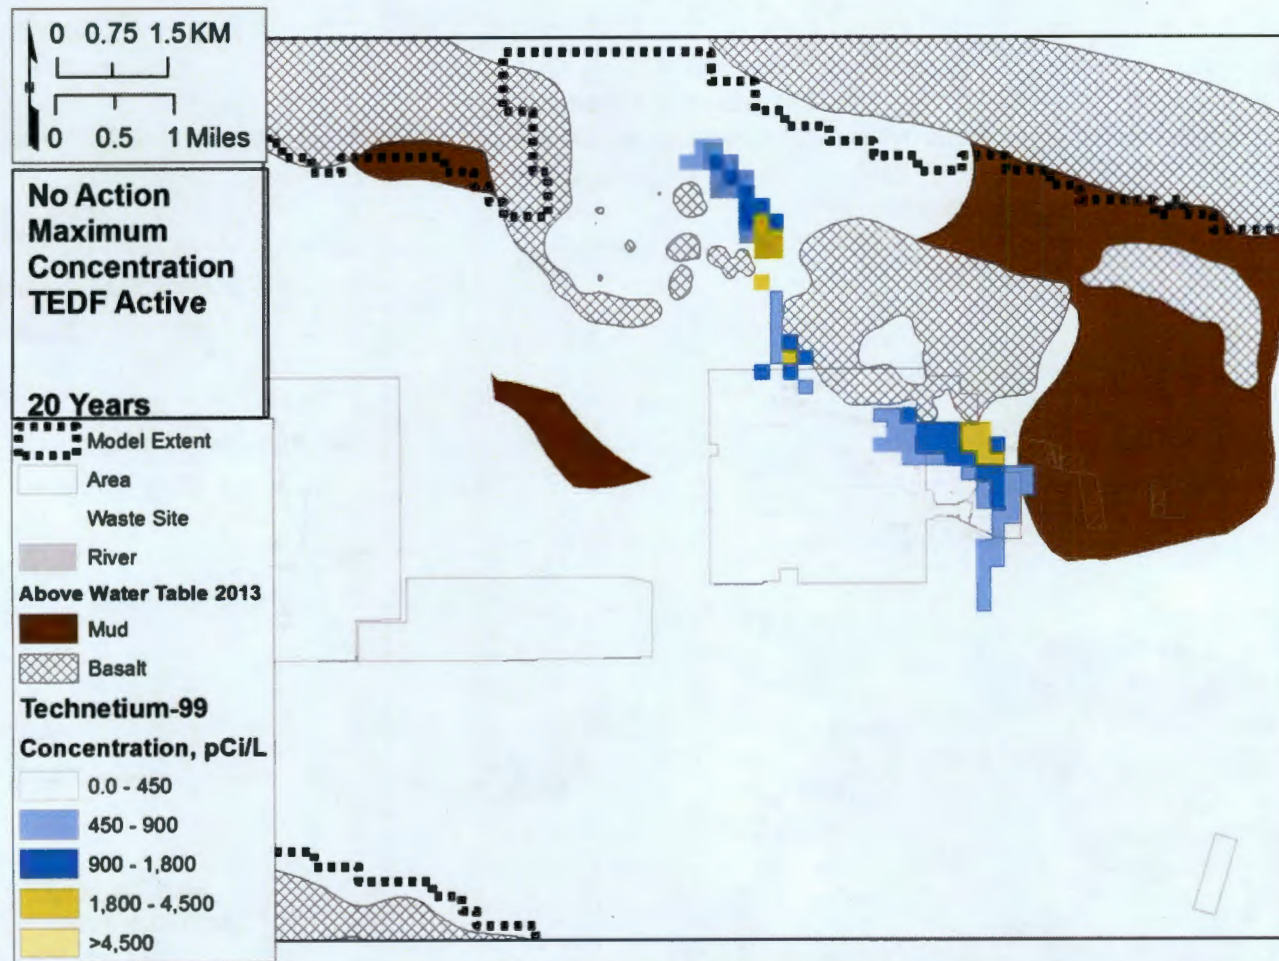 0 0.75 1.5 KM
0 0.5 1 Miles
No Action
Maximum
Concentration
TEDF Active
20 Years
Model Extent
Area
Waste Site
River
Above Water Table 2013
Mud
Basalt
Technetium-99
Concentration, pCi/L
0.0 - 450
450 - 900
900 - 1,800
1,800 - 4,500
>4,500